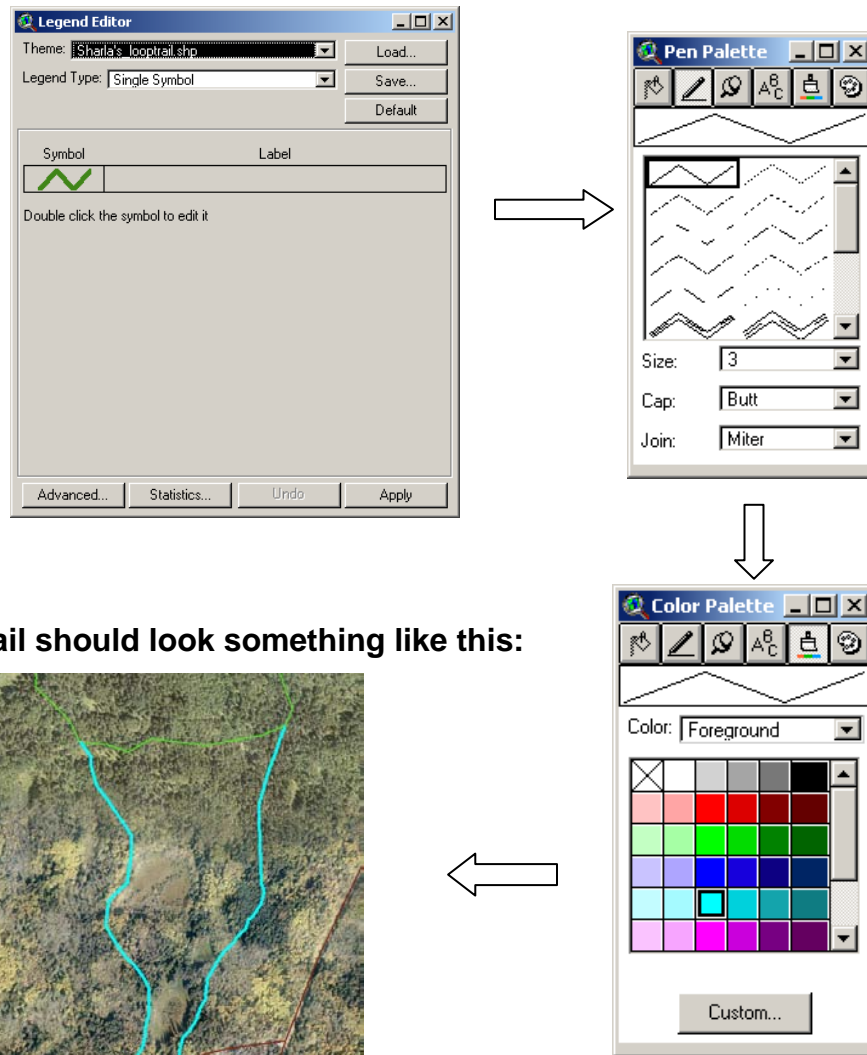 Legend Editor
Theme: Sharla's_looptrail.shp
Load...
Legend Type: Single Symbol
Save...
Default
Symbol Label
Double click the symbol to edit it
Advanced... Statistics... Undo Apply
Pen Palette
ABC
Size: 3
Cap: Butt
Join: Miter
Color Palette
ABC
Color: Foreground
Custom...
ail should look something like this: